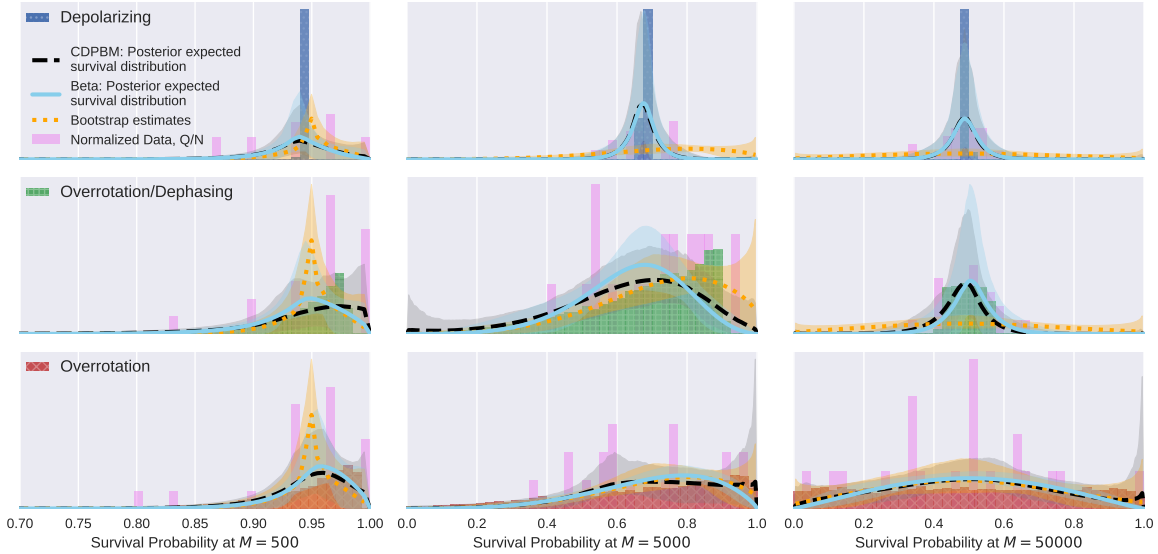 Depolarizing
CDPBM: Posterior expected
survival distribution
Beta: Posterior expected
survival distribution
Bootstrap estimates
Normalized Data, Q/N
Overrotation/Dephasing
Overrotation
0.70 0.75 0.80 0.85 0.90 0.95 1.00
0.0 0.2 0.4 0.6 0.8 1.0
0.0 0.2 0.4 0.6 0.8 1.0
Survival Probability at M = 500
Survival Probability at M = 5000
Survival Probability at M = 50000